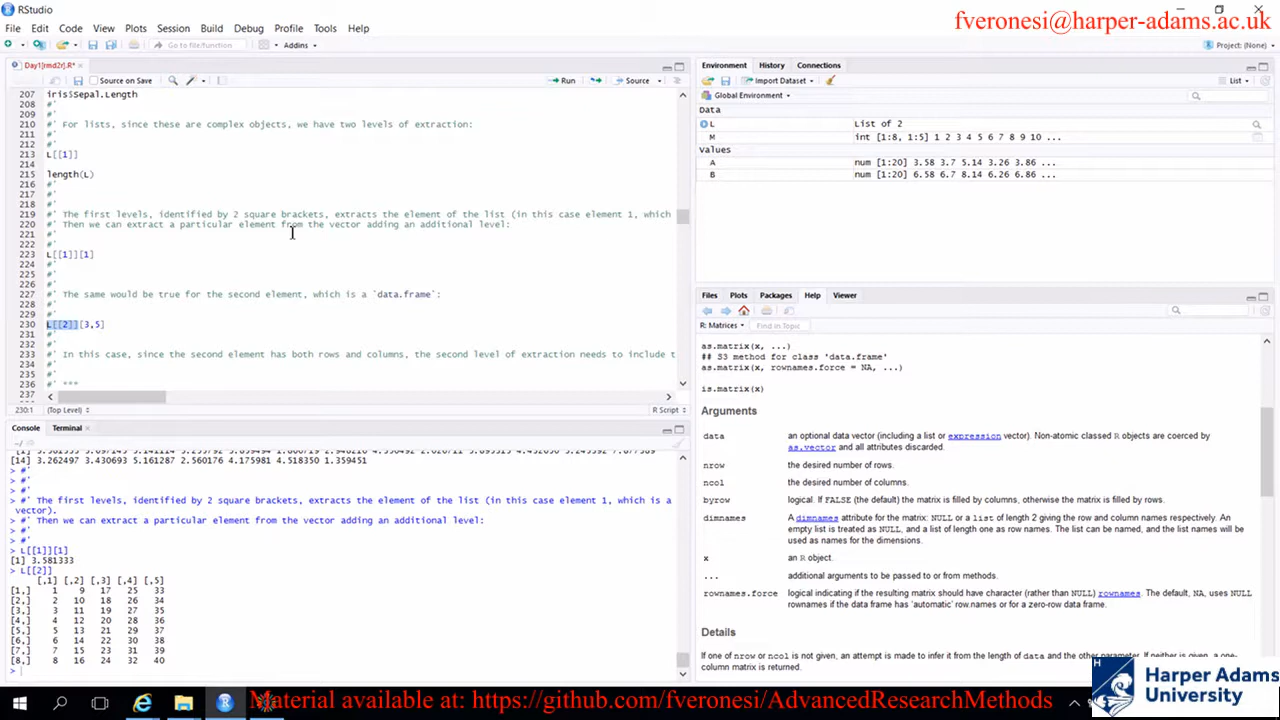 RStudio
fveronesi@harper-adams.ac.uk
File Edit Code View Plots Session Build Debug Profile Tools Help
Go to file/function Addins Project: (None)
Day1[rmd2r].R*
Source on Save Run Source
207 iris$Sepal.Length
208 #'
209 #'
210 #' For lists, since these are complex objects, we have two levels of extraction:
211 #'
212 #'
213 L[[1]]
214
215 length(L)
216 #'
217 #'
218 #'
219 #' The first levels, identified by 2 square brackets, extracts the element of the list (in this case element 1, which
220 #' Then we can extract a particular element from the vector adding an additional level:
221 #'
222 #'
223 L[[1]][1]
224 #'
225 #'
226 #'
227 #' The same would be true for the second element, which is a `data.frame`:
228 #'
229 #'
230 L[[2]][3,5]
231 #'
232 #'
233 #' In this case, since the second element has both rows and columns, the second level of extraction needs to include t
234 #'
235 #'
236 #' ***
237
230:1 (Top Level) R Script
Console Terminal
~/
[14] 3.262497 3.430693 5.161287 2.560176 4.175981 4.518350 1.359451
> #'
> #'
> #' The first levels, identified by 2 square brackets, extracts the element of the list (in this case element 1, which is a
vector).
> #' Then we can extract a particular element from the vector adding an additional level:
> #'
> #'
> L[[1]][1]
[1] 3.581333
> L[[2]]
[,1] [,2] [,3] [,4] [,5]
[1,] 1 9 17 25 33
[2,] 2 10 18 26 34
[3,] 3 11 19 27 35
[4,] 4 12 20 28 36
[5,] 5 13 21 29 37
[6,] 6 14 22 30 38
[7,] 7 15 23 31 39
[8,] 8 16 24 32 40
>
Environment History Connections
Import Dataset List
Global Environment
Data
L List of 2
M int [1:8, 1:5] 1 2 3 4 5 6 7 8 9 10 ...
Values
A num [1:20] 3.58 3.7 5.14 3.26 3.86 ...
B num [1:20] 6.58 6.7 8.14 6.26 6.86 ...
Files Plots Packages Help Viewer
R: Matrices Find in Topic
as.matrix(x, ...)
## S3 method for class 'data.frame'
as.matrix(x, rownames.force = NA, ...)
is.matrix(x)
Arguments
data an optional data vector (including a list or expression vector). Non-atomic classed R objects are coerced by
as.vector and all attributes discarded.
nrow the desired number of rows.
ncol the desired number of columns.
byrow logical. If FALSE (the default) the matrix is filled by columns, otherwise the matrix is filled by rows.
dimnames A dimnames attribute for the matrix: NULL or a list of length 2 giving the row and column names respectively. An
empty list is treated as NULL, and a list of length one as row names. The list can be named, and the list names will be
used as names for the dimensions.
x an R object.
... additional arguments to be passed to or from methods.
rownames.force logical indicating if the resulting matrix should have character (rather than NULL) rownames. The default, NA, uses NULL
rownames if the data frame has 'automatic' row.names or for a zero-row data frame.
Details
If one of nrow or ncol is not given, an attempt is made to infer it from the length of data and the other parameter. If neither is given, a one-
column matrix is returned.
Material available at: https://github.com/fveronesi/AdvancedResearchMethods
Harper Adams
University